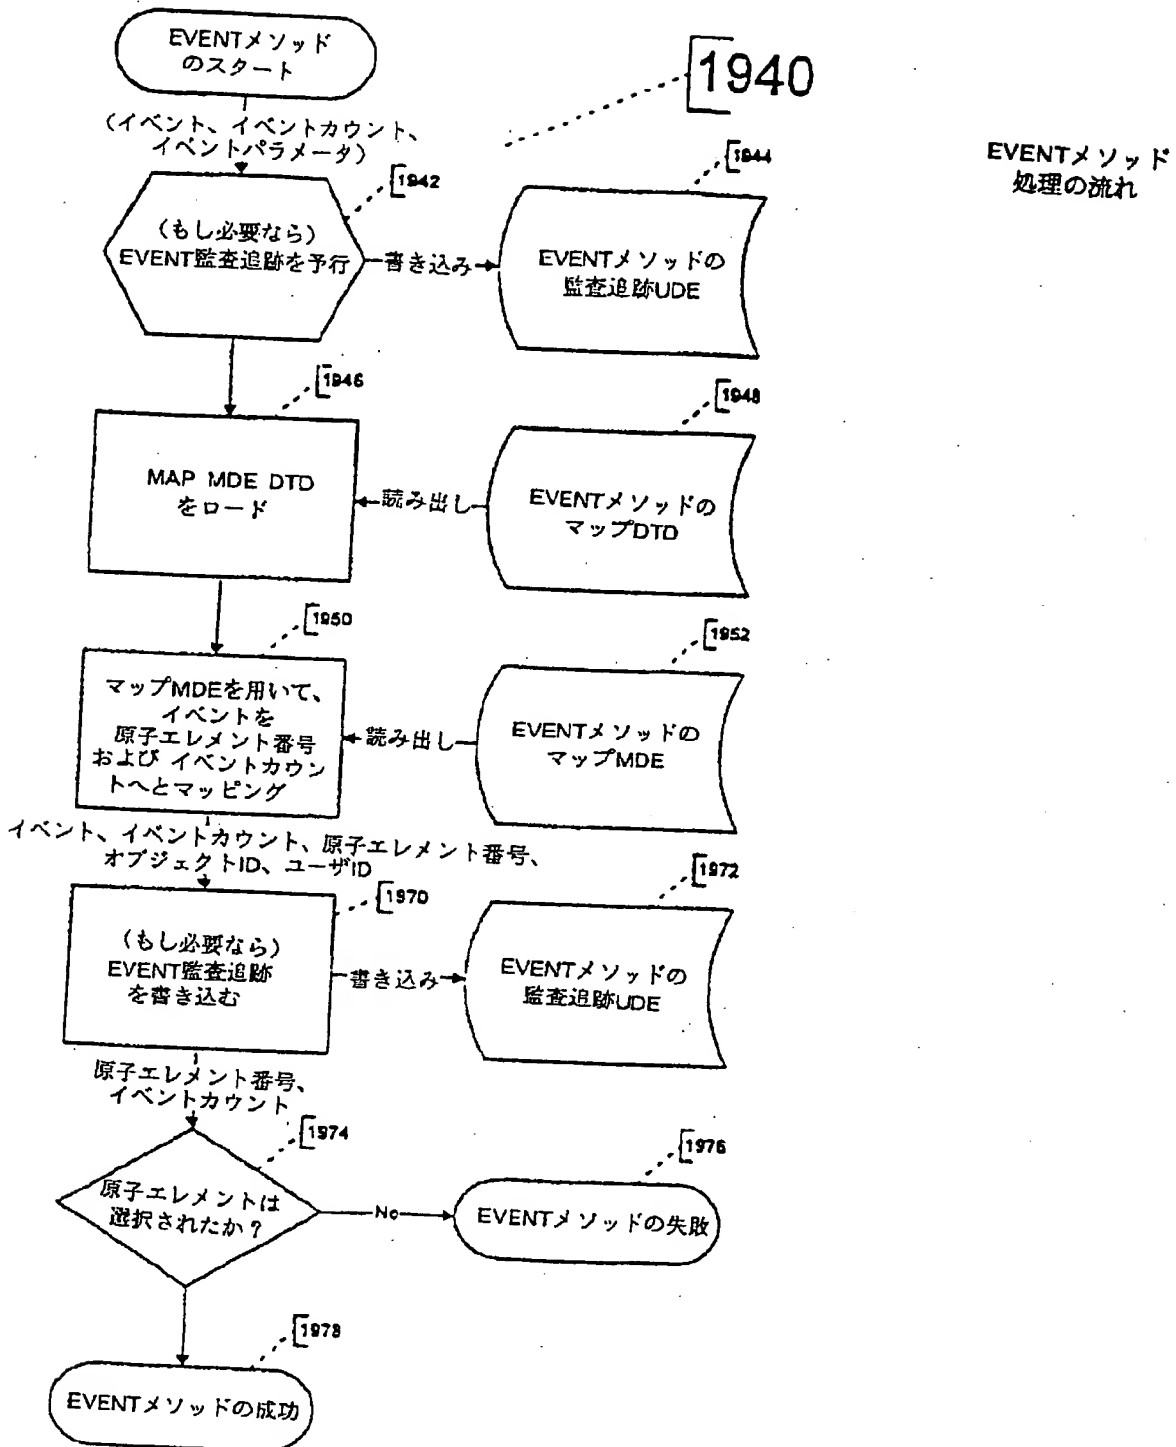 EVENTメソッド
のスタート
1940
(イベント、イベントカウント、
イベントパラメータ)
EVENTメソッド
処理の流れ
1942
1944
(もし必要なら)
EVENT監査追跡を予行
書き込み
EVENTメソッドの
監査追跡UDE
1946
1948
MAP MDE DTD
をロード
読み出し
EVENTメソッドの
マップDTD
1950
1952
マップMDEを用いて、
イベントを
原子エレメント番号
および イベントカウン
トへとマッピング
読み出し
EVENTメソッドの
マップMDE
イベント、イベントカウント、原子エレメント番号、
オブジェクトID、ユーザID
1970
1972
(もし必要なら)
EVENT監査追跡
を書き込む
書き込み
EVENTメソッドの
監査追跡UDE
原子エレメント番号、
イベントカウント
1974
1976
原子エレメントは
選択されたか？
No
EVENTメソッドの失敗
1978
EVENTメソッドの成功